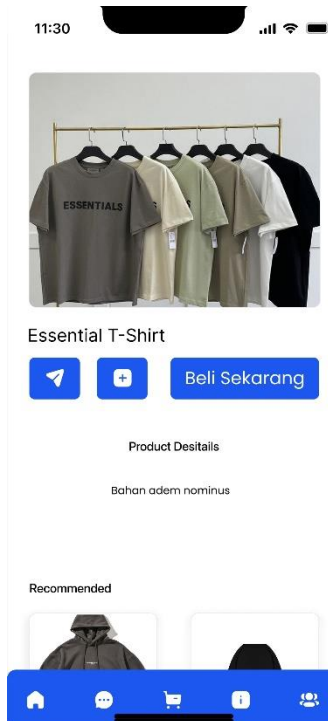 11:30
ESSENTIALS
Essential T-Shirt
Beli Sekarang
Product Desitails
Bahan adem nominus
Recommended